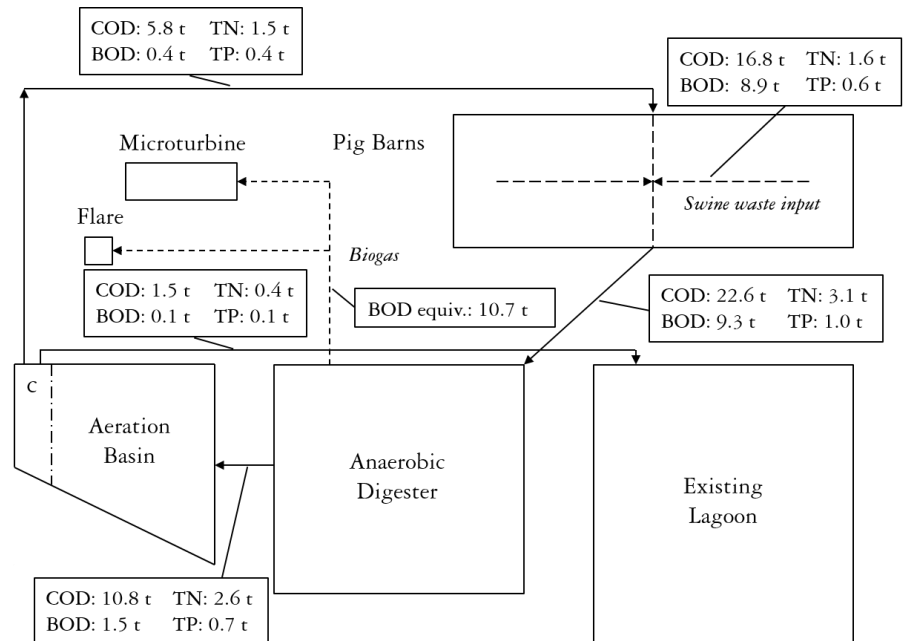 COD: 5.8 t TN: 1.5 t
BOD: 0.4 t TP: 0.4 t
COD: 16.8 t TN: 1.6 t
BOD: 8.9 t TP: 0.6 t
Microturbine
Pig Barns
Swine waste input
Flare
Biogas
COD: 1.5 t TN: 0.4 t
BOD: 0.1 t TP: 0.1 t
BOD equiv.: 10.7 t
COD: 22.6 t TN: 3.1 t
BOD: 9.3 t TP: 1.0 t
C
Aeration
Basin
Anaerobic
Digester
Existing
Lagoon
COD: 10.8 t TN: 2.6 t
BOD: 1.5 t TP: 0.7 t